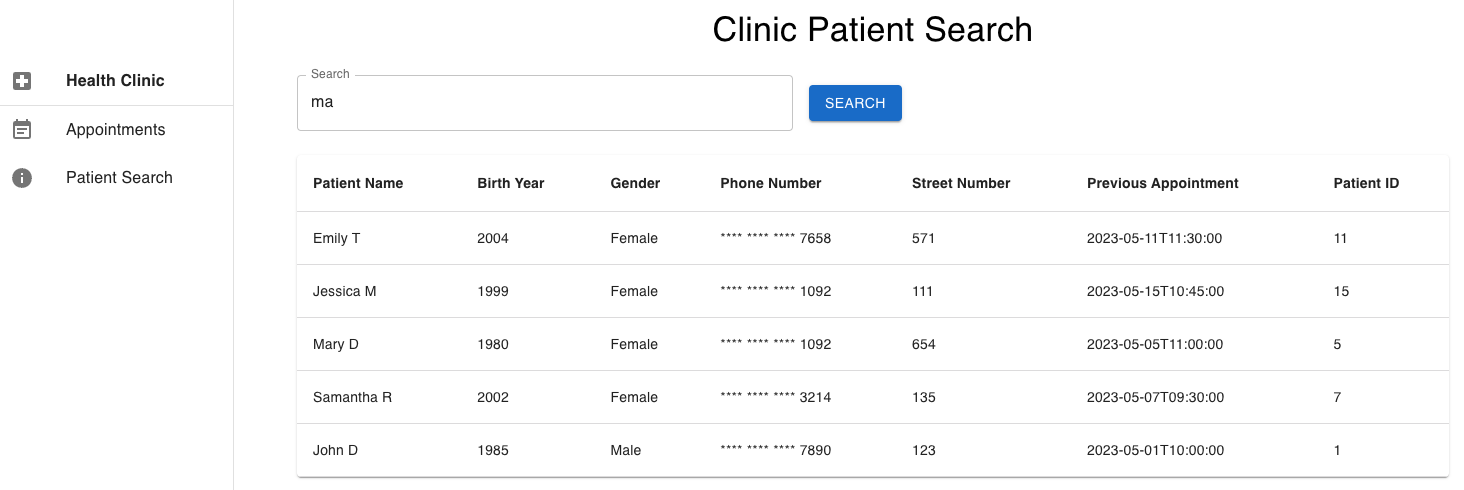 Clinic Patient Search
Health Clinic
Appointments
Patient Search
Search
ma
SEARCH
Patient Name Birth Year Gender Phone Number Street Number Previous Appointment Patient ID
Emily T 2004 Female **** **** **** 7658 571 2023-05-11T11:30:00 11
Jessica M 1999 Female **** **** **** 1092 111 2023-05-15T10:45:00 15
Mary D 1980 Female **** **** **** 1092 654 2023-05-05T11:00:00 5
Samantha R 2002 Female **** **** **** 3214 135 2023-05-07T09:30:00 7
John D 1985 Male **** **** **** 7890 123 2023-05-01T10:00:00 1